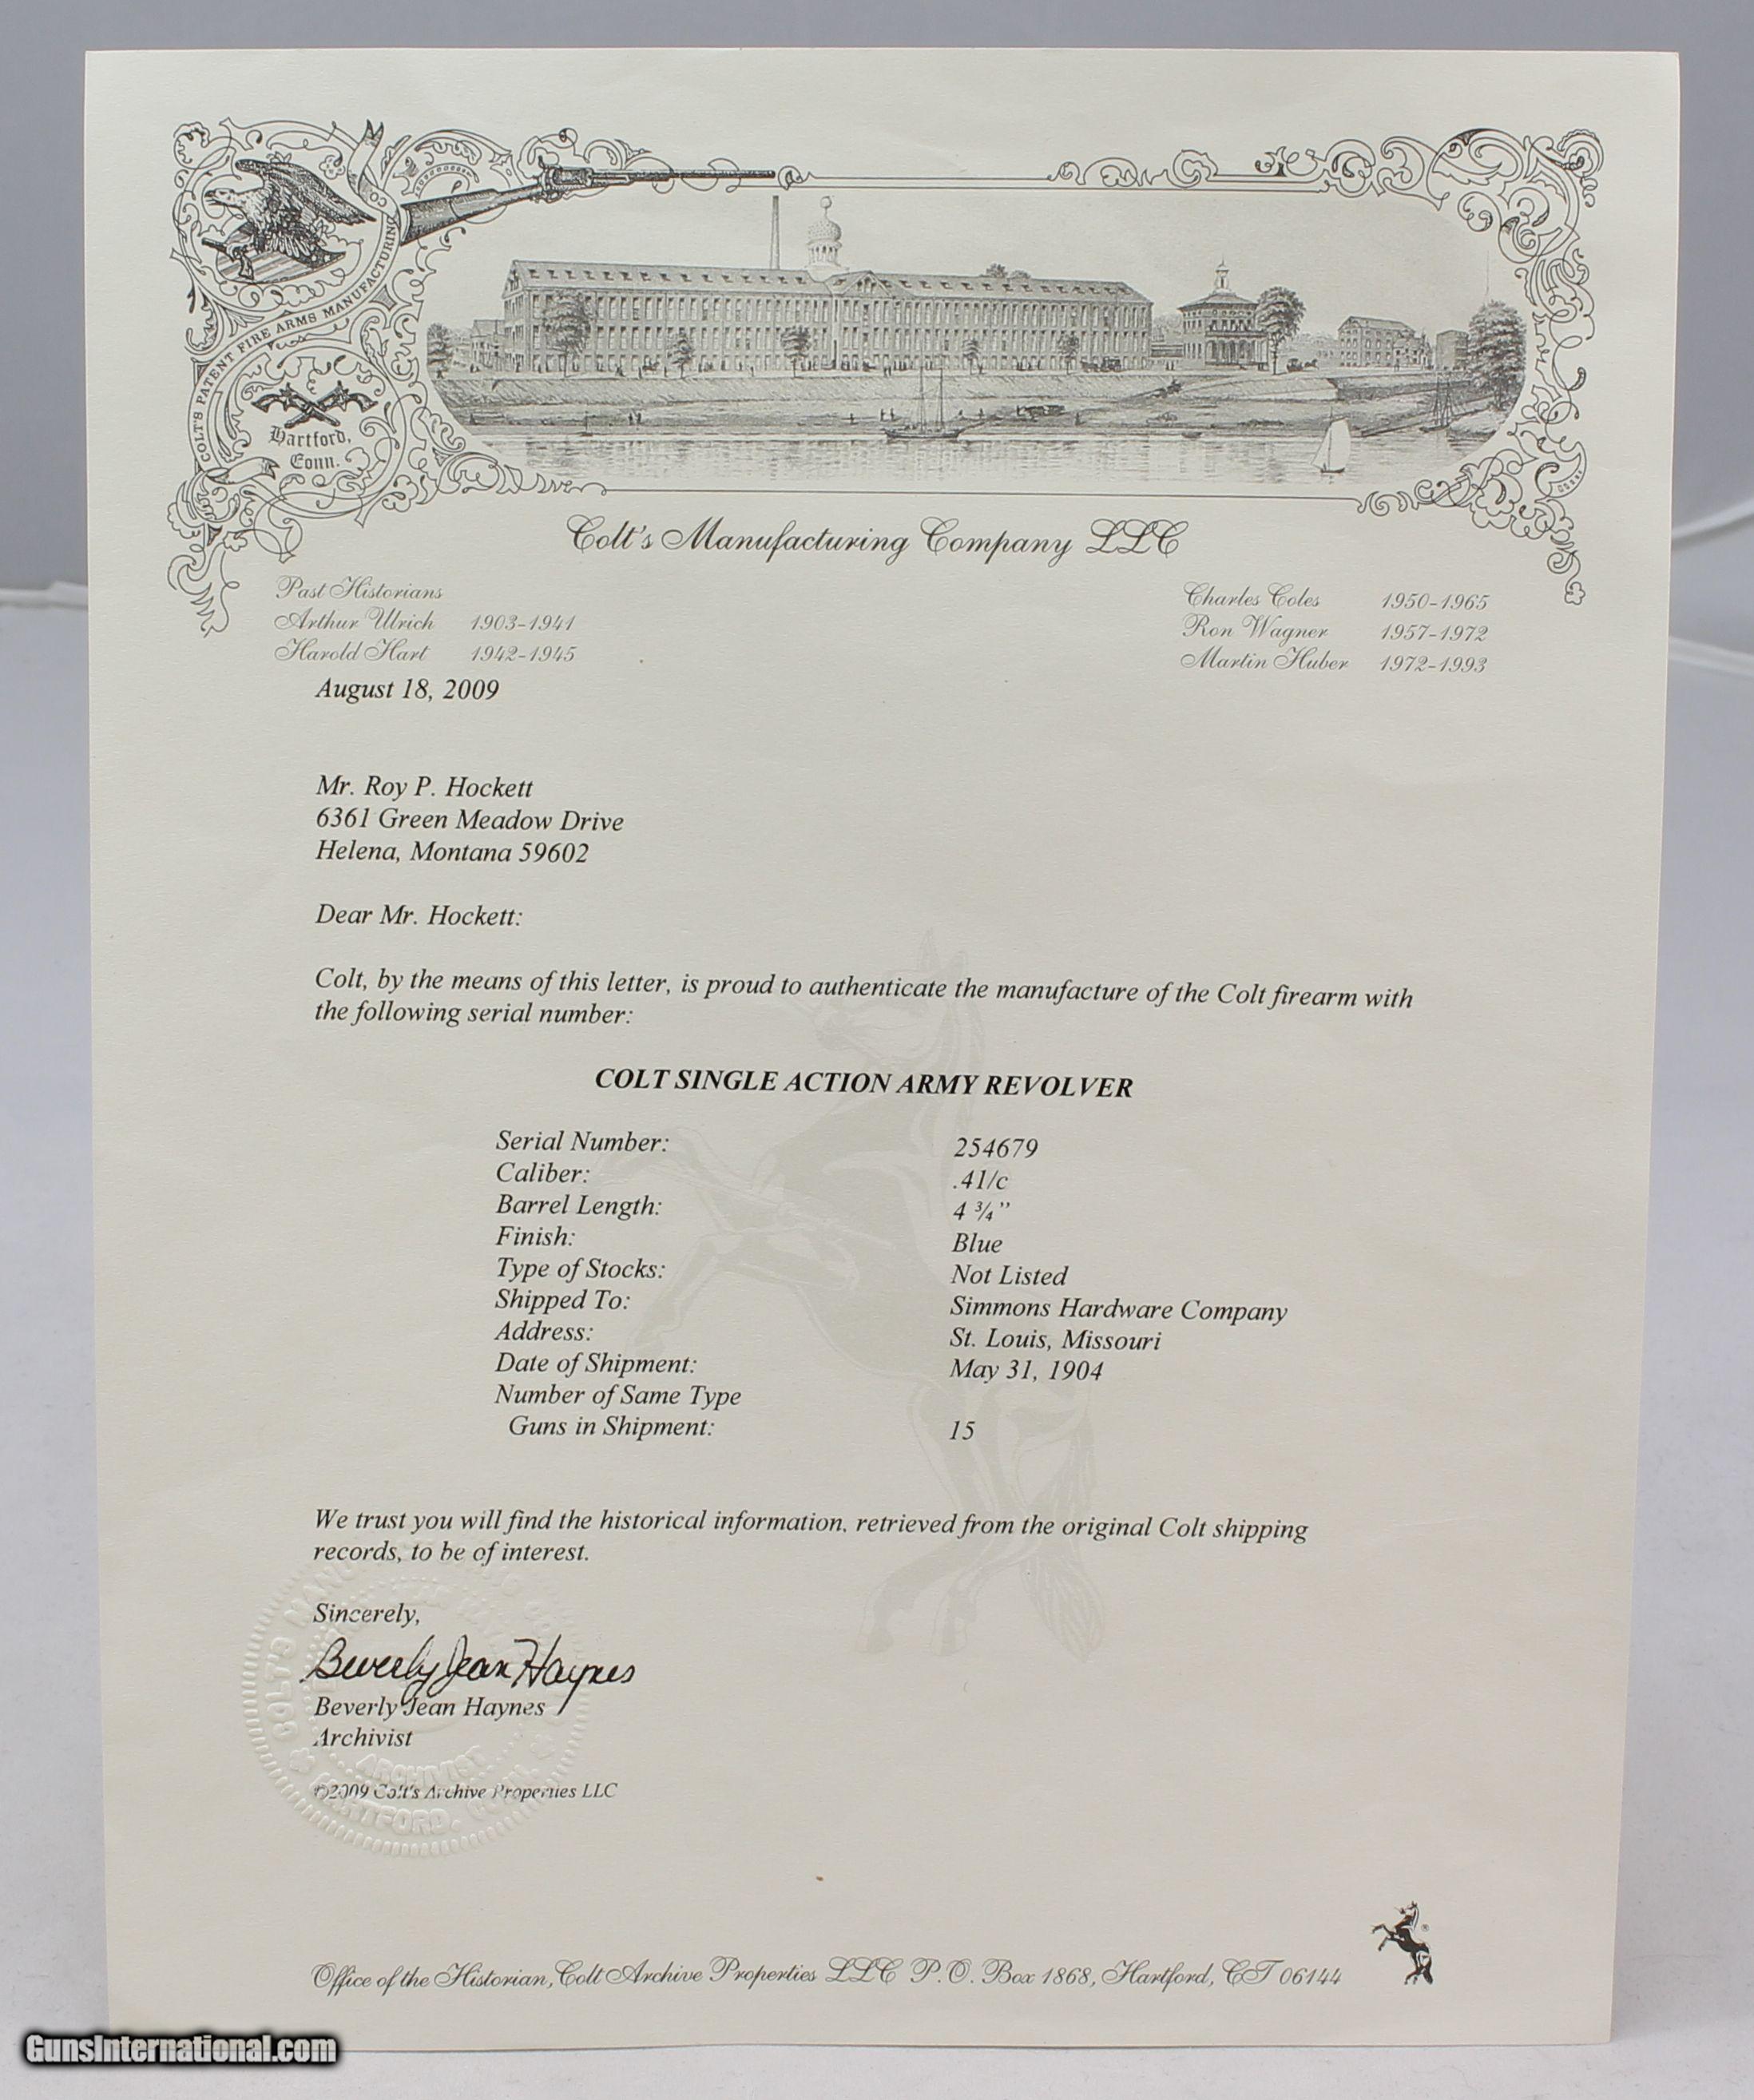 COLT'S PATENT FIRE ARMS MANUFACTURING Co
Hartford,
Conn.
Colt's Manufacturing Company LLC
Past Historians
Arthur Ulrich 1903-1941
Harold Hart 1942-1945
Charles Coles 1950-1965
Ron Wagner 1957-1972
Martin Huber 1972-1993
August 18, 2009
Mr. Roy P. Hockett
6361 Green Meadow Drive
Helena, Montana 59602
Dear Mr. Hockett:
Colt, by the means of this letter, is proud to authenticate the manufacture of the Colt firearm with
the following serial number:
COLT SINGLE ACTION ARMY REVOLVER
Serial Number: 254679
Caliber: .41/c
Barrel Length: 4 ¾”
Finish: Blue
Type of Stocks: Not Listed
Shipped To: Simmons Hardware Company
Address: St. Louis, Missouri
Date of Shipment: May 31, 1904
Number of Same Type
Guns in Shipment: 15
We trust you will find the historical information, retrieved from the original Colt shipping
records, to be of interest.
Sincerely,
Beverly Jean Haynes
Beverly Jean Haynes
Archivist
©2009 Colt's Archive Properties LLC
ARCHIVIST
HARTFORD,
Office of the Historian, Colt Archive Properties LLC P.O. Box 1868, Hartford, CT 06144
GunsInternational.com